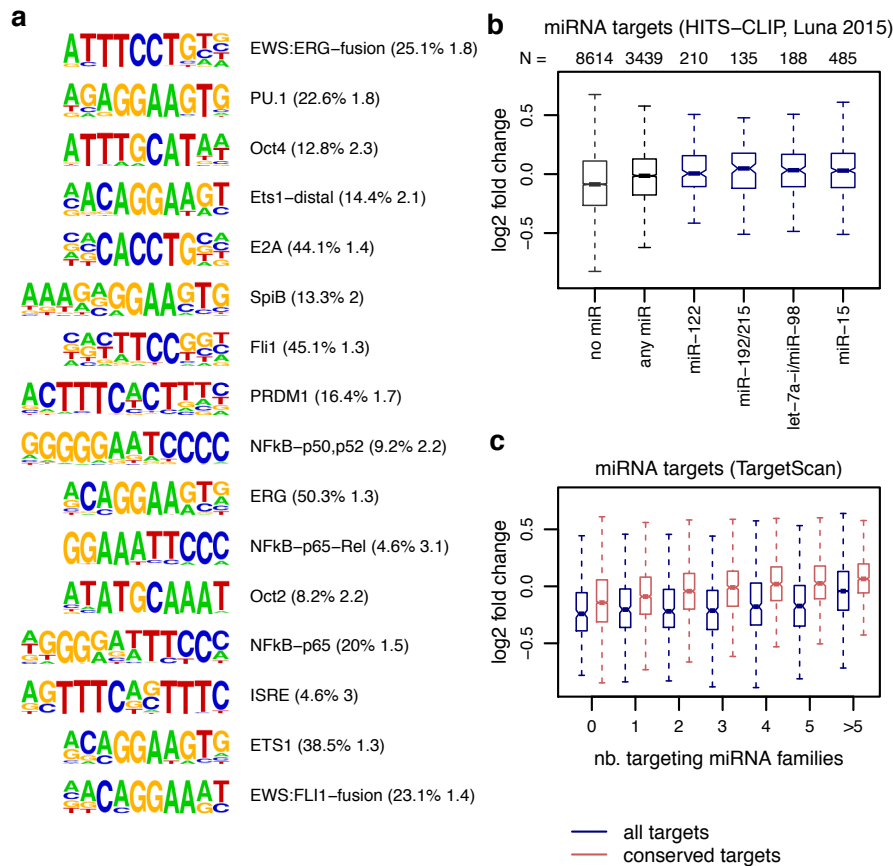 a
EWS:ERG−fusion (25.1% 1.8)
PU.1 (22.6% 1.8)
Oct4 (12.8% 2.3)
Ets1−distal (14.4% 2.1)
E2A (44.1% 1.4)
SpiB (13.3% 2)
Fli1 (45.1% 1.3)
PRDM1 (16.4% 1.7)
NFkB−p50,p52 (9.2% 2.2)
ERG (50.3% 1.3)
NFkB−p65−Rel (4.6% 3.1)
Oct2 (8.2% 2.2)
NFkB−p65 (20% 1.5)
ISRE (4.6% 3)
ETS1 (38.5% 1.3)
EWS:FLI1−fusion (23.1% 1.4)
b
miRNA targets (HITS−CLIP, Luna 2015)
N = 8614 3439 210 135 188 485
log2 fold change
0.5
0.0
−0.5
no miR
any miR
miR−122
miR−192/215
let−7a−i/miR−98
miR−15
c
miRNA targets (TargetScan)
log2 fold change
0.5
0.0
−0.5
0 1 2 3 4 5 >5
nb. targeting miRNA families
all targets
conserved targets